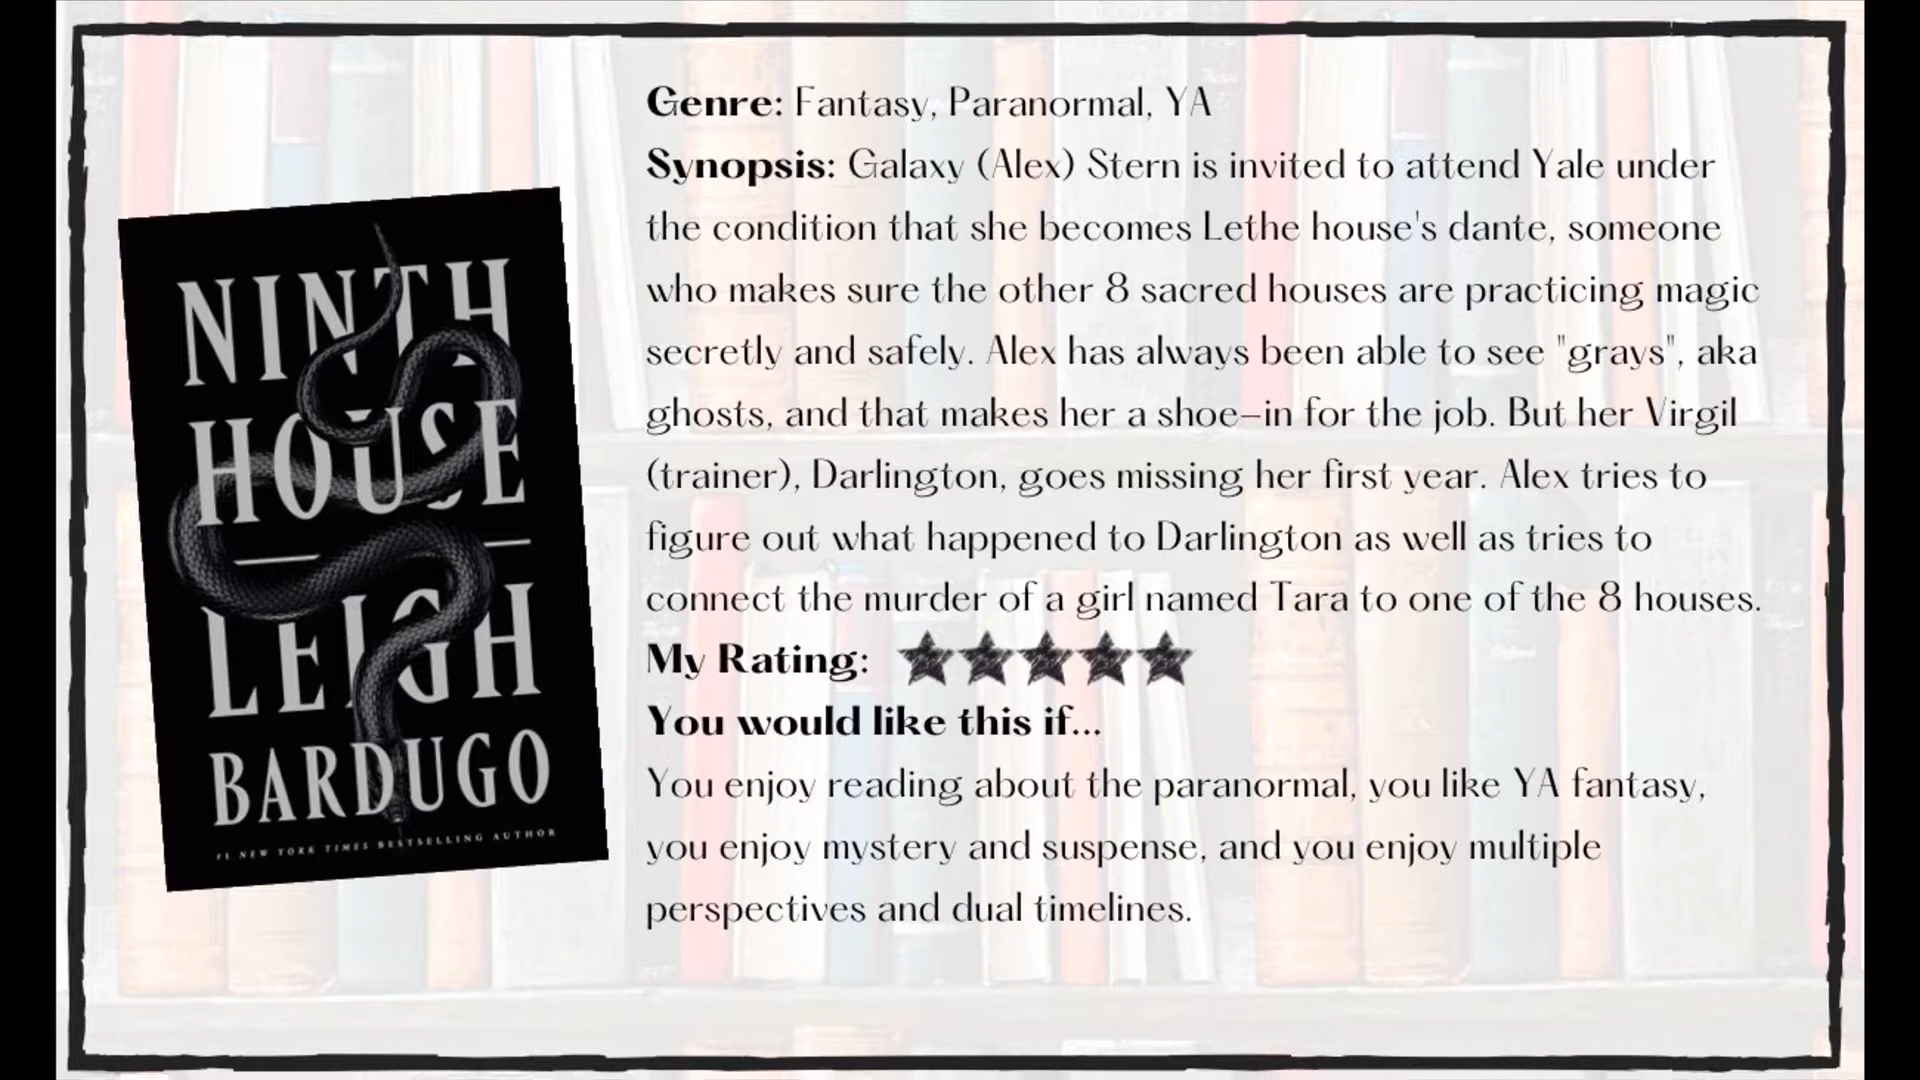 NINTH
HOUSE
LEIGH
BARDUGO
#1 NEW YORK TIMES BESTSELLING AUTHOR
Genre: Fantasy, Paranormal, YA
Synopsis: Galaxy (Alex) Stern is invited to attend Yale under
the condition that she becomes Lethe house's dante, someone
who makes sure the other 8 sacred houses are practicing magic
secretly and safely. Alex has always been able to see "grays", aka
ghosts, and that makes her a shoe-in for the job. But her Virgil
(trainer), Darlington, goes missing her first year. Alex tries to
figure out what happened to Darlington as well as tries to
connect the murder of a girl named Tara to one of the 8 houses.
My Rating:
You would like this if...
You enjoy reading about the paranormal, you like YA fantasy,
you enjoy mystery and suspense, and you enjoy multiple
perspectives and dual timelines.